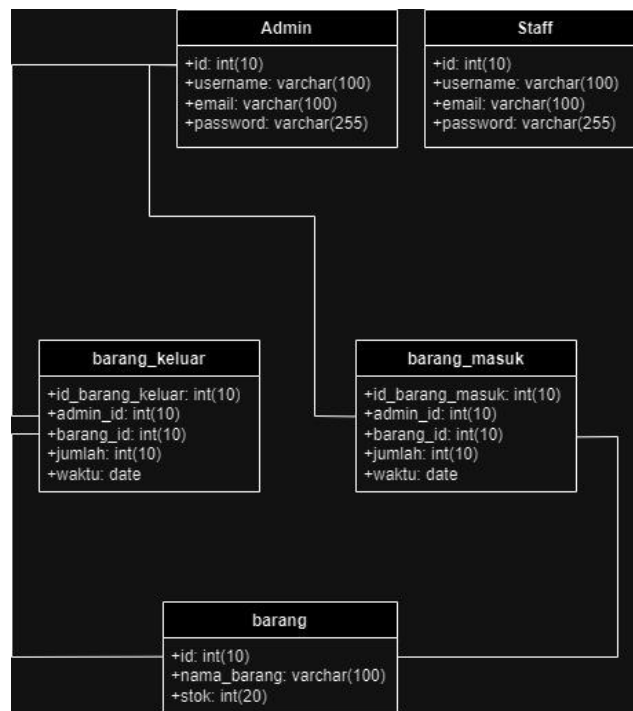 Admin
+id: int(10)
+username: varchar(100)
+email: varchar(100)
+password: varchar(255)
Staff
+id: int(10)
+username: varchar(100)
+email: varchar(100)
+password: varchar(255)
barang_keluar
+id_barang_keluar: int(10)
+admin_id: int(10)
+barang_id: int(10)
+jumlah: int(10)
+waktu: date
barang_masuk
+id_barang_masuk: int(10)
+admin_id: int(10)
+barang_id: int(10)
+jumlah: int(10)
+waktu: date
barang
+id: int(10)
+nama_barang: varchar(100)
+stok: int(20)